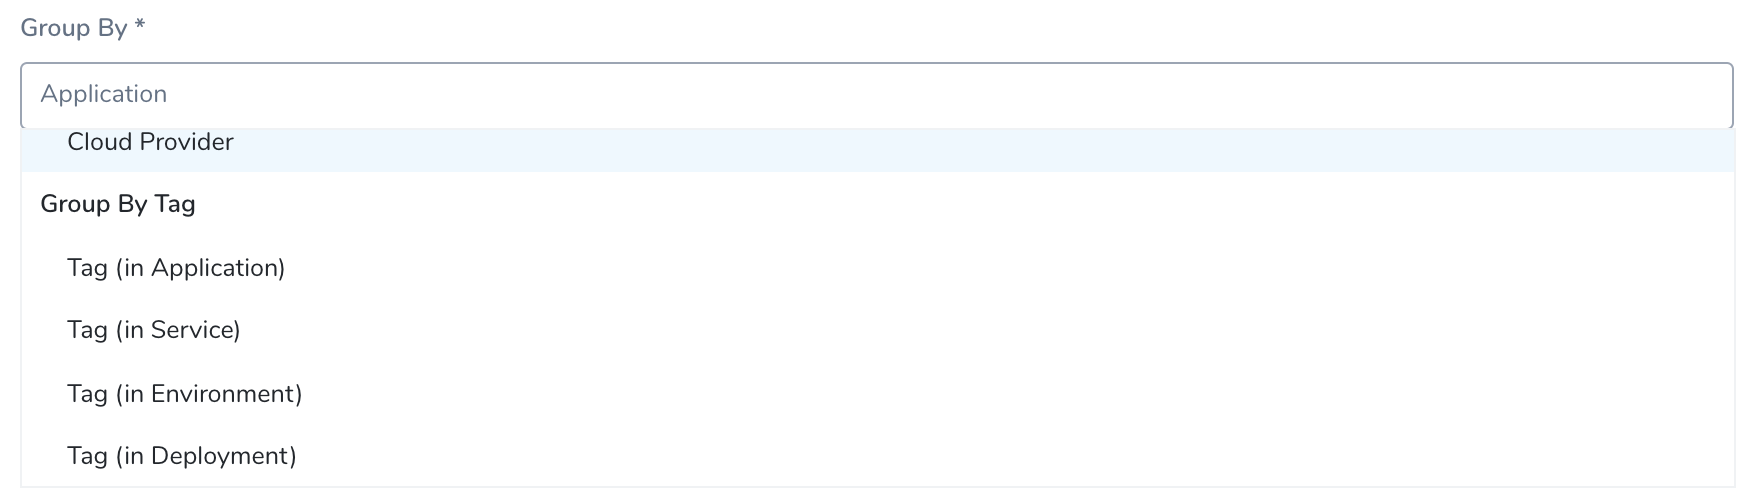 Group By *
Application
Cloud Provider
Group By Tag
Tag (in Application)
Tag (in Service)
Tag (in Environment)
Tag (in Deployment)